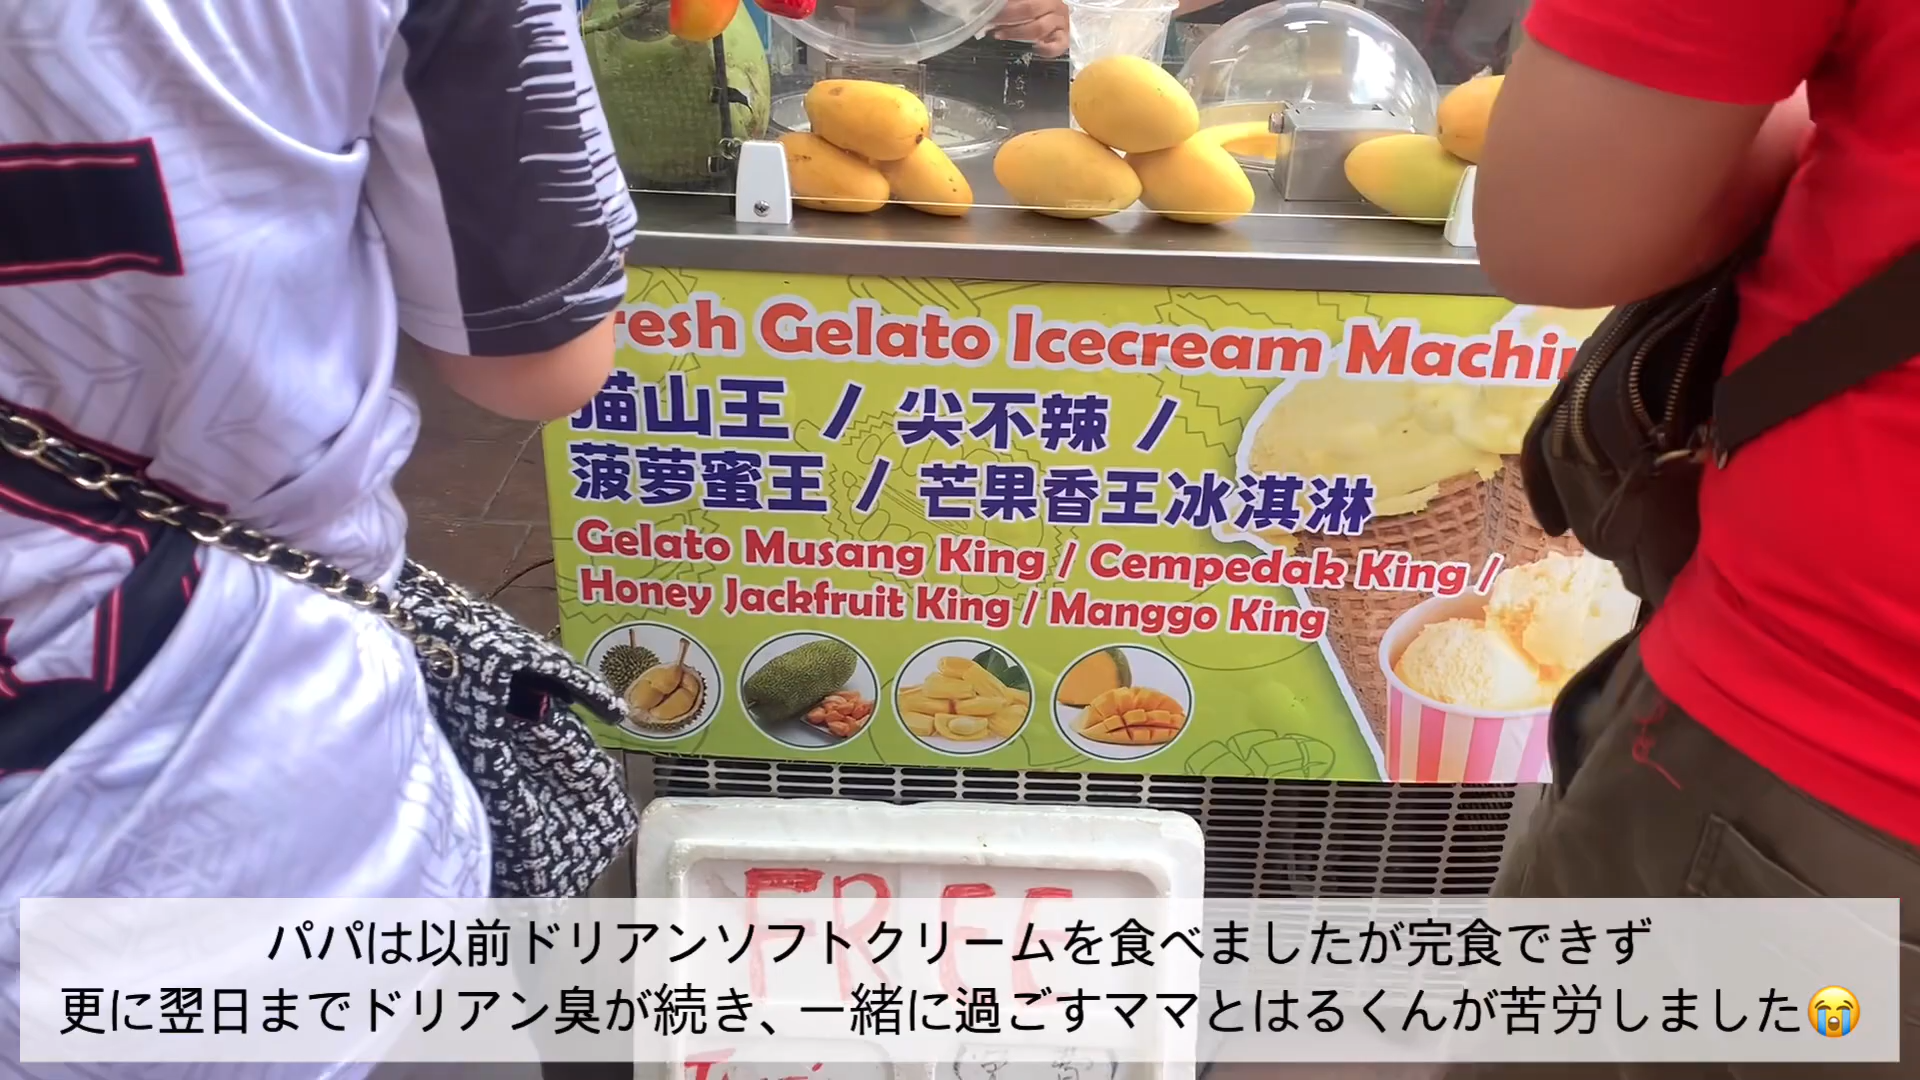 resh Gelato Icecream Machin
猫山王 / 尖不辣 /
菠萝蜜王 / 芒果香王冰淇淋
Gelato Musang King / Cempedak King /
Honey Jackfruit King / Manggo King
FREE
パパは以前ドリアンソフトクリームを食べましたが完食できず
更に翌日までドリアン臭が続き、一緒に過ごすママとはるくんが苦労しました😭